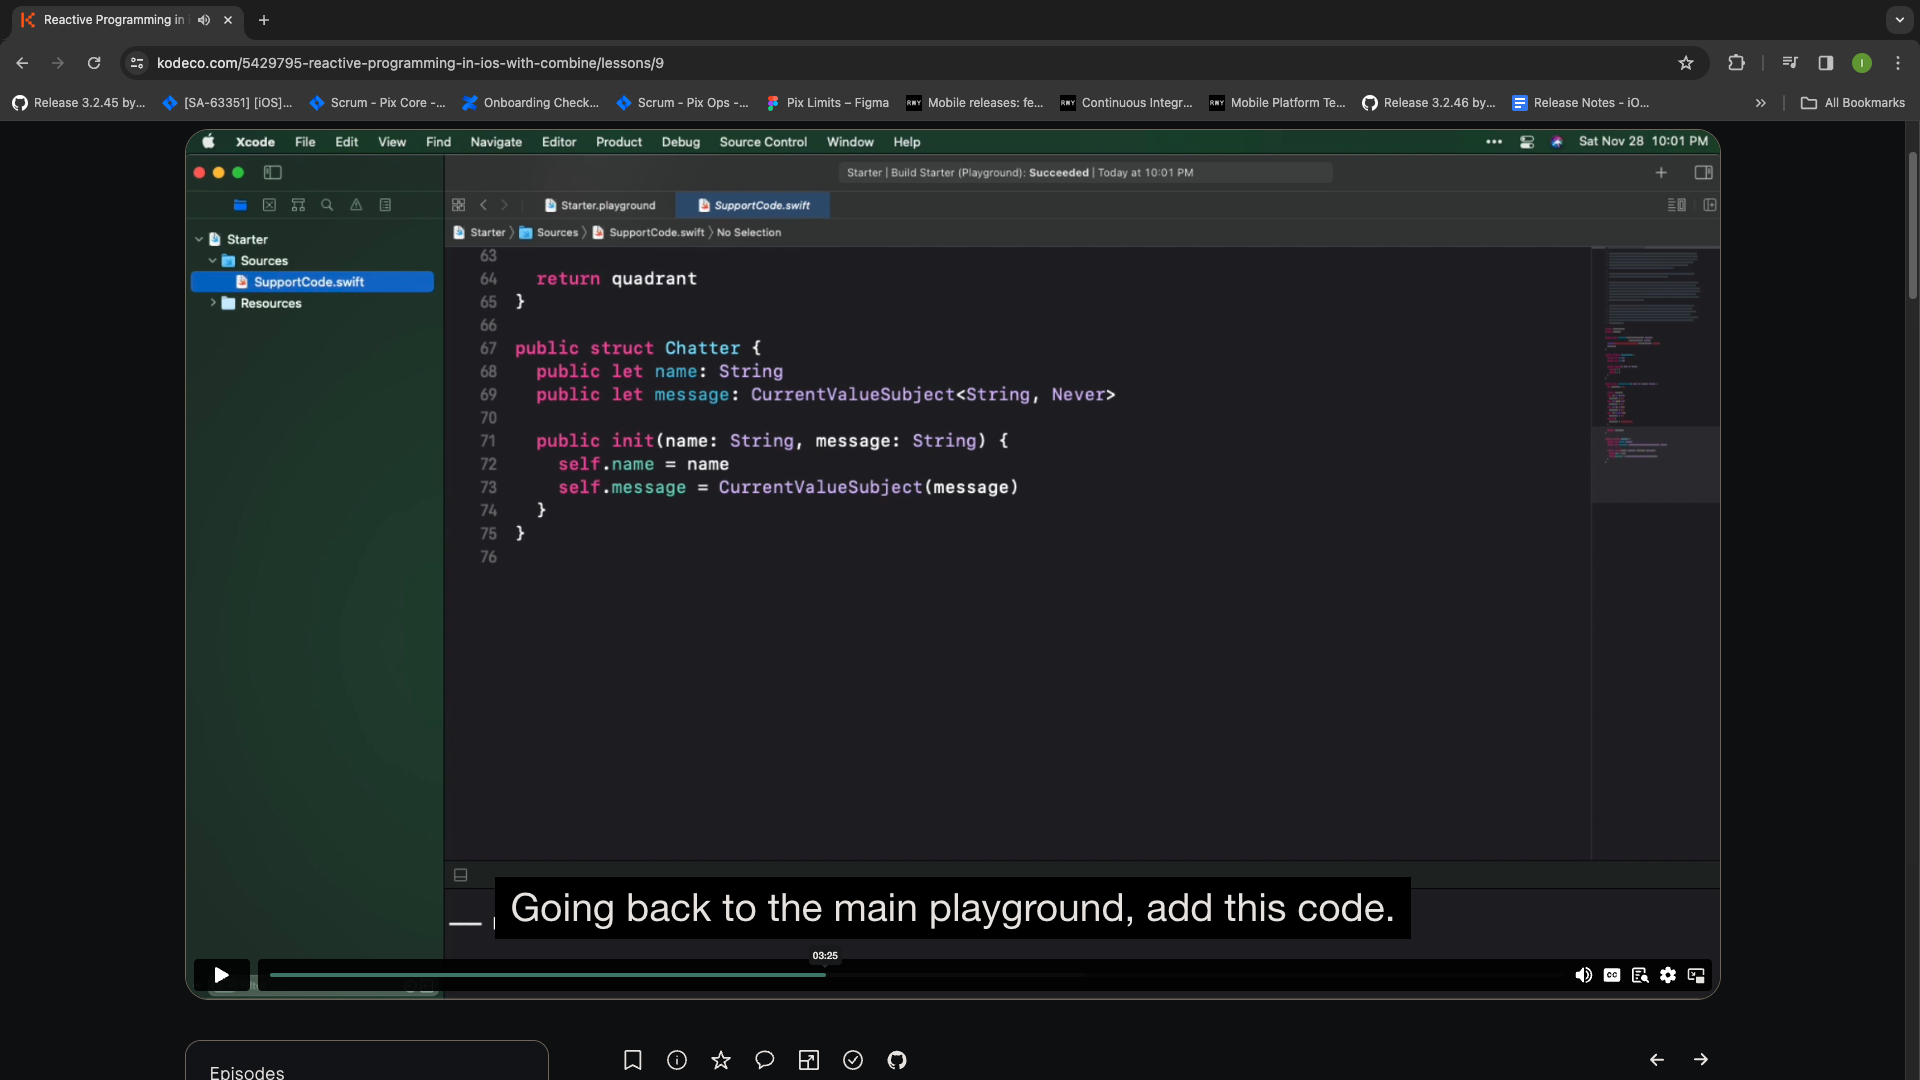 Reactive Programming in
kodeco.com/5429795-reactive-programming-in-ios-with-combine/lessons/9
I
Release 3.2.45 by...
[SA-63351] [iOS]...
Scrum - Pix Core -...
Onboarding Check...
Scrum - Pix Ops -...
Pix Limits – Figma
Mobile releases: fe...
Continuous Integr...
Mobile Platform Te...
Release 3.2.46 by...
Release Notes - iO...
All Bookmarks
Xcode File Edit View Find Navigate Editor Product Debug Source Control Window Help
Sat Nov 28 10:01 PM
Starter | Build Starter (Playground): Succeeded | Today at 10:01 PM
Starter.playground
SupportCode.swift
Starter
Sources
SupportCode.swift
No Selection
Starter
Sources
SupportCode.swift
Resources
63
64 return quadrant
65 }
66
67 public struct Chatter {
68 public let name: String
69 public let message: CurrentValueSubject<String, Never>
70
71 public init(name: String, message: String) {
72 self.name = name
73 self.message = CurrentValueSubject(message)
74 }
75 }
76
Going back to the main playground, add this code.
03:25
CC
Episodes